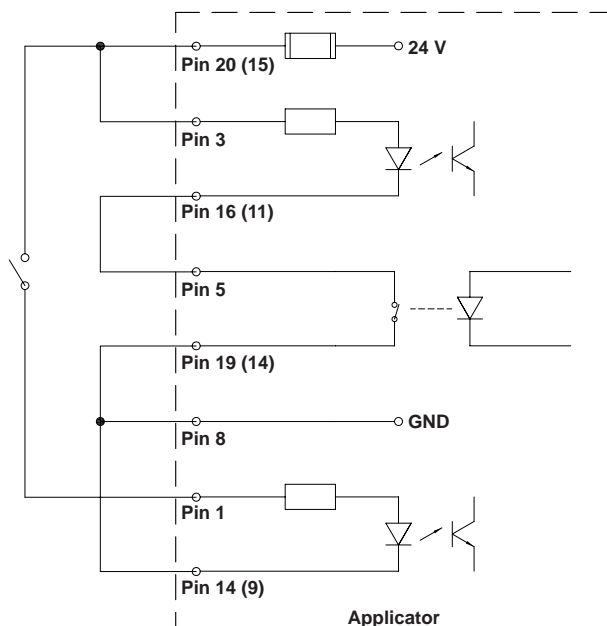 24 V
Pin 20 (15)
Pin 3
Pin 16 (11)
Pin 5
Pin 19 (14)
GND
Pin 8
Pin 1
Pin 14 (9)
Applicator